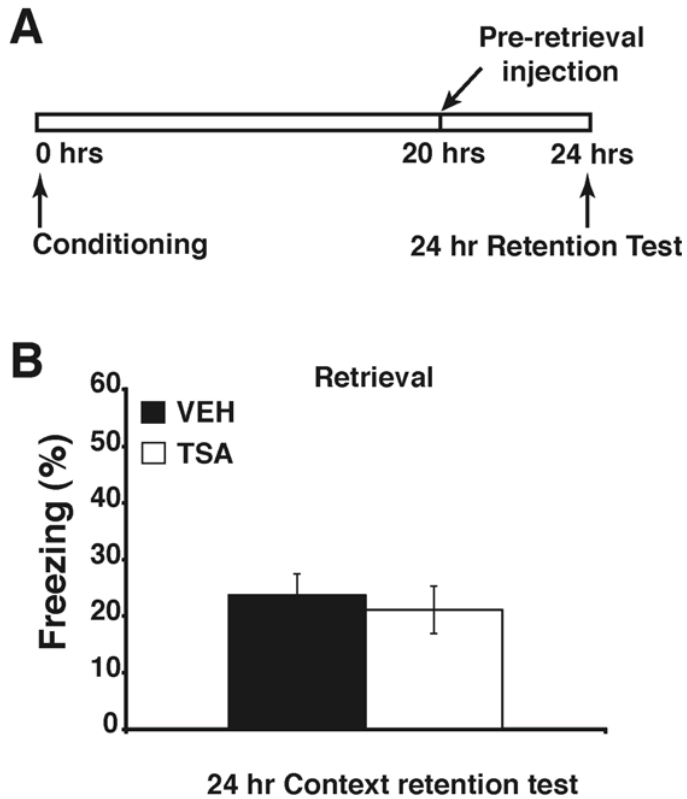 A
Pre-retrieval
injection
0 hrs
20 hrs
24 hrs
Conditioning
24 hr Retention Test
B
Retrieval
60
50
40
30
20
10
0
Freezing (%)
VEH
TSA
24 hr Context retention test